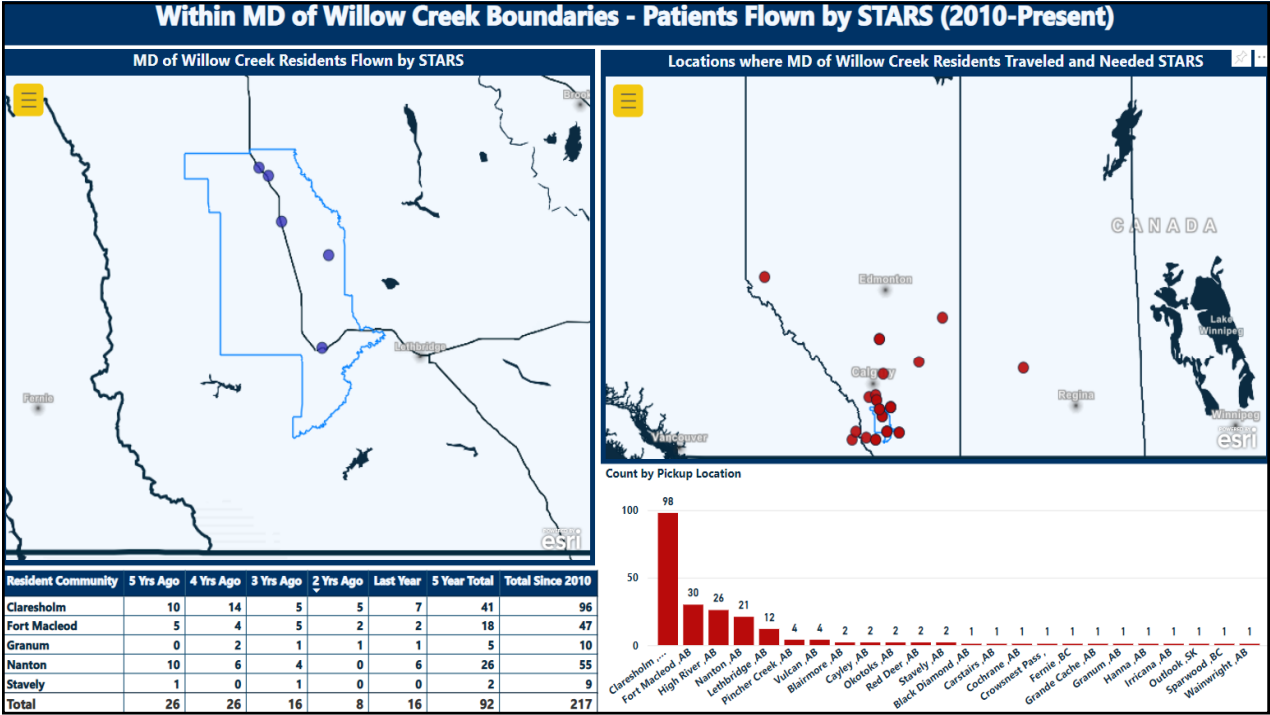 Within MD of Willow Creek Boundaries - Patients Flown by STARS (2010-Present)
MD of Willow Creek Residents Flown by STARS
Brook
Lethbridge
Fernie
POWERED BY
esri
Resident Community 5 Yrs Ago 4 Yrs Ago 3 Yrs Ago 2 Yrs Ago Last Year 5 Year Total Total Since 2010
Claresholm 10 14 5 5 7 41 96
Fort Macleod 5 4 5 2 2 18 47
Granum 0 2 1 1 1 5 10
Nanton 10 6 4 0 6 26 55
Stavely 1 0 1 0 0 2 9
Total 26 26 16 8 16 92 217
Locations where MD of Willow Creek Residents Traveled and Needed STARS
CANADA
Edmonton
Lake
Winnipeg
Calgary
Regina
Winnipeg
Vancouver
POWERED BY
esri
Count by Pickup Location
100
50
0
98
30
26
21
12
4
4
2
2
2
2
2
1
1
1
1
1
1
1
1
1
1
1
1
Claresholm ,...
Fort Macleod ,AB
High River ,AB
Nanton ,AB
Lethbridge ,AB
Pincher Creek ,AB
Vulcan ,AB
Blairmore ,AB
Cayley ,AB
Okotoks ,AB
Red Deer ,AB
Stavely ,AB
Black Diamond ,AB
Carstairs ,AB
Cochrane ,AB
Crowsnest Pass ,
Fernie ,BC
Grande Cache ,AB
Granum ,AB
Hanna ,AB
Irricana ,AB
Outlook ,SK
Sparwood ,BC
Wainwright ,AB